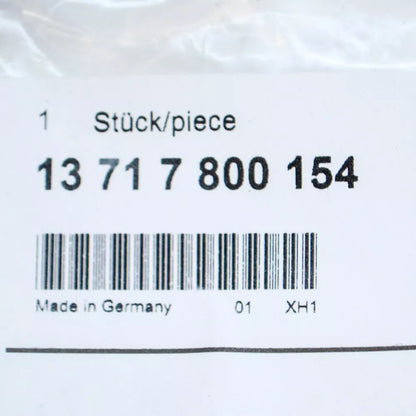 1 Stück/piece
13 71 7 800 154
Made in Germany 01 XH1